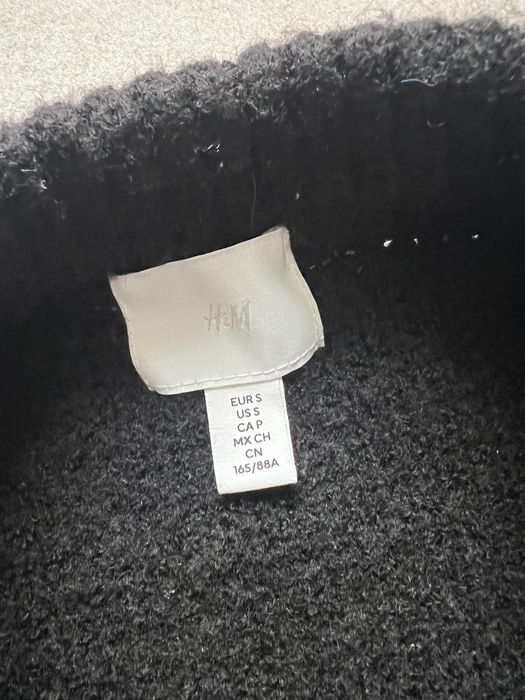 H&M
EUR S
US S
CA P
MX CH
CN
165/88A